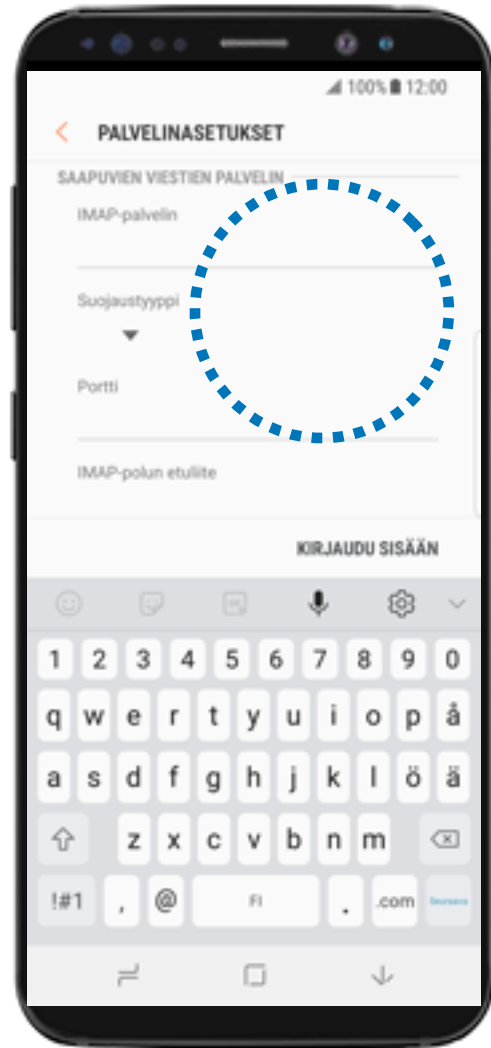 100% 12:00
PALVELINASETUKSET
SAAPUVIEN VIESTIEN PALVELIN
IMAP-palvelin
Suojaustyyppi
Portti
IMAP-polun etuliite
KIRJAUDU SISÄÄN
1 2 3 4 5 6 7 8 9 0
q w e r t y u i o p å
a s d f g h j k l ö ä
z x c v b n m
!#1 , @ FI . .com Seuraava